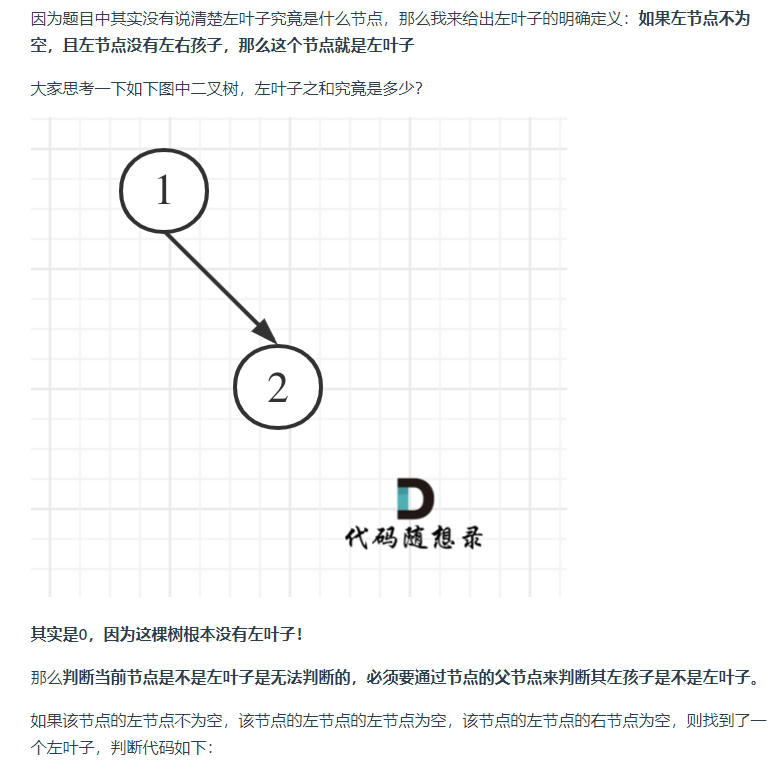 因为题目中其实没有说清楚左叶子究竟是什么节点，那么我来给出左叶子的明确定义：如果左节点不为
空，且左节点没有左右孩子，那么这个节点就是左叶子
大家思考一下如下图中二叉树，左叶子之和究竟是多少？
1
2
D
代码随想录
其实是0，因为这棵树根本没有左叶子！
那么判断当前节点是不是左叶子是无法判断的，必须要通过节点的父节点来判断其左孩子是不是左叶子。
如果该节点的左节点不为空，该节点的左节点的左节点为空，该节点的左节点的右节点为空，则找到了一
个左叶子，判断代码如下：